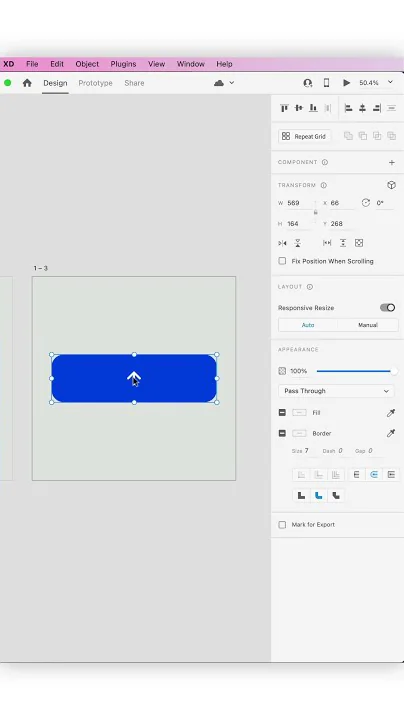 XD File Edit Object Plugins View Window Help
Design Prototype Share 50.4%
Repeat Grid
COMPONENT
TRANSFORM
W 569 X 66 0°
H 164 Y 268
Fix Position When Scrolling
1 – 3
LAYOUT
Responsive Resize
Auto Manual
APPEARANCE
100%
Pass Through
Fill
Border
Size 7 Dash 0 Gap 0
Mark for Export